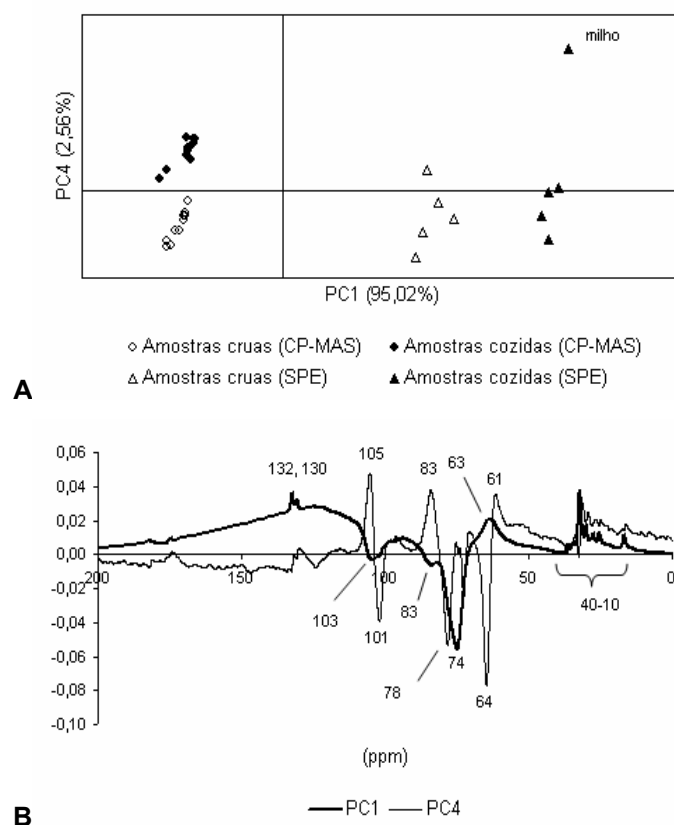 milho
PC4 (2,56%)
PC1 (95,02%)
Amostras cruas (CP-MAS) Amostras cozidas (CP-MAS)
Amostras cruas (SPE) Amostras cozidas (SPE)
A
0,06
0,04
0,02
0,00
-0,02
-0,04
-0,06
-0,08
-0,10
132, 130
105
83
63
61
200
150
100
50
0
103
101
83
78
74
64
40-10
(ppm)
B
PC1 PC4